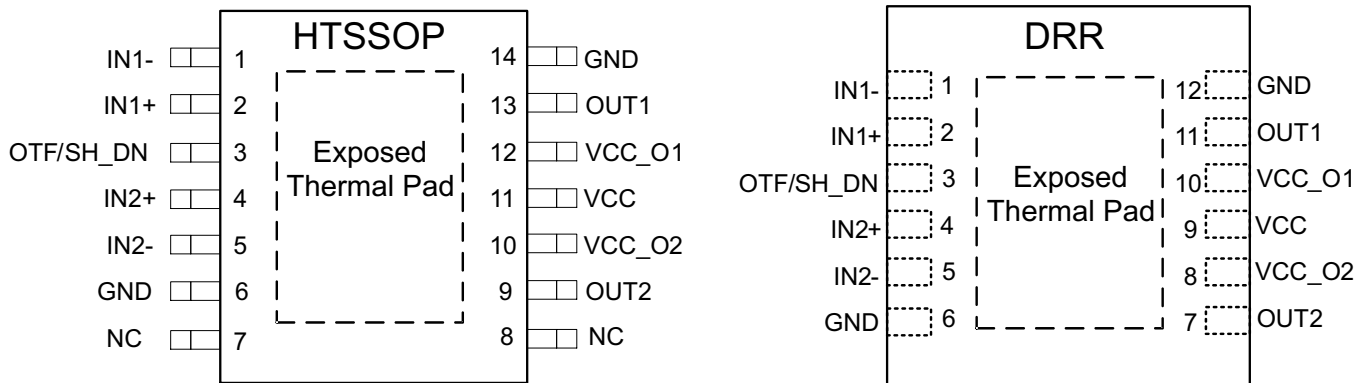 HTSSOP
IN1- 1
IN1+ 2
OTF/SH_DN 3
IN2+ 4
IN2- 5
GND 6
NC 7
14 GND
13 OUT1
12 VCC_O1
11 VCC
10 VCC_O2
9 OUT2
8 NC
Exposed
Thermal Pad
DRR
IN1- 1
IN1+ 2
OTF/SH_DN 3
IN2+ 4
IN2- 5
GND 6
12 GND
11 OUT1
10 VCC_O1
9 VCC
8 VCC_O2
7 OUT2
Exposed
Thermal Pad